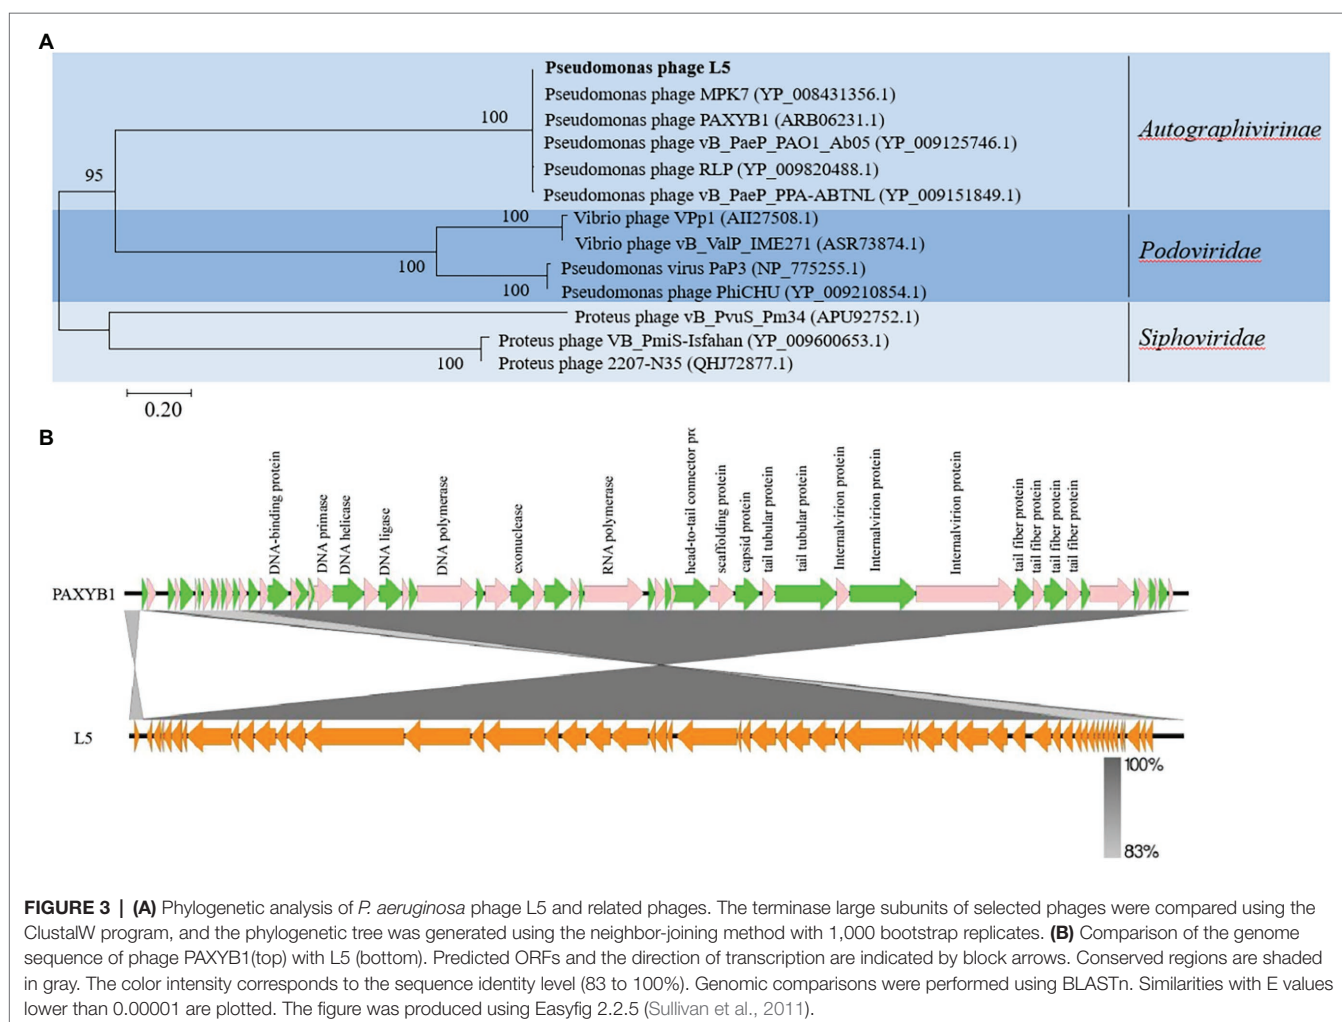 A
Pseudomonas phage L5
Pseudomonas phage MPK7 (YP_008431356.1)
Pseudomonas phage PAXYB1 (ARB06231.1)
Pseudomonas phage vB_PaeP_PAO1_Ab05 (YP_009125746.1)
Pseudomonas phage RLP (YP_009820488.1)
Pseudomonas phage vB_PaeP_PPA-ABTNL (YP_009151849.1)
Autographivirinae
Vibrio phage VPp1 (AII27508.1)
Vibrio phage vB_ValP_IME271 (ASR73874.1)
Pseudomonas virus PaP3 (NP_775255.1)
Pseudomonas phage PhiCHU (YP_009210854.1)
Podoviridae
Proteus phage vB_PvuS_Pm34 (APU92752.1)
Proteus phage VB_PmiS-Isfahan (YP_009600653.1)
Proteus phage 2207-N35 (QHJ72877.1)
Siphoviridae
100
95
100
100
100
100
0.20
B
DNA-binding protein
DNA primase
DNA helicase
DNA ligase
DNA polymerase
exonuclease
RNA polymerase
head-to-tail connector pro
scaffolding protein
capsid protein
tail tubular protein
tail tubular protein
Internalvirion protein
Internalvirion protein
Internalvirion protein
tail fiber protein
tail fiber protein
tail fiber protein
tail fiber protein
PAXYB1
L5
100%
83%
FIGURE 3 | (A) Phylogenetic analysis of P. aeruginosa phage L5 and related phages. The terminase large subunits of selected phages were compared using the
ClustalW program, and the phylogenetic tree was generated using the neighbor-joining method with 1,000 bootstrap replicates. (B) Comparison of the genome
sequence of phage PAXYB1(top) with L5 (bottom). Predicted ORFs and the direction of transcription are indicated by block arrows. Conserved regions are shaded
in gray. The color intensity corresponds to the sequence identity level (83 to 100%). Genomic comparisons were performed using BLASTn. Similarities with E values
lower than 0.00001 are plotted. The figure was produced using Easyfig 2.2.5 (Sullivan et al., 2011).